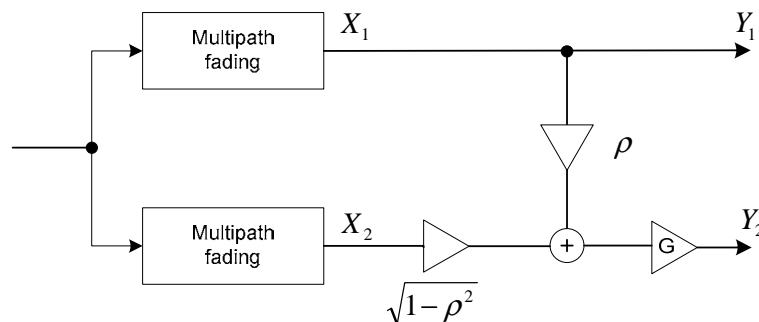 Multipath
fading
X₁
Y₁
ρ
Multipath
fading
X₂
√(1−ρ²)
+
G
Y₂